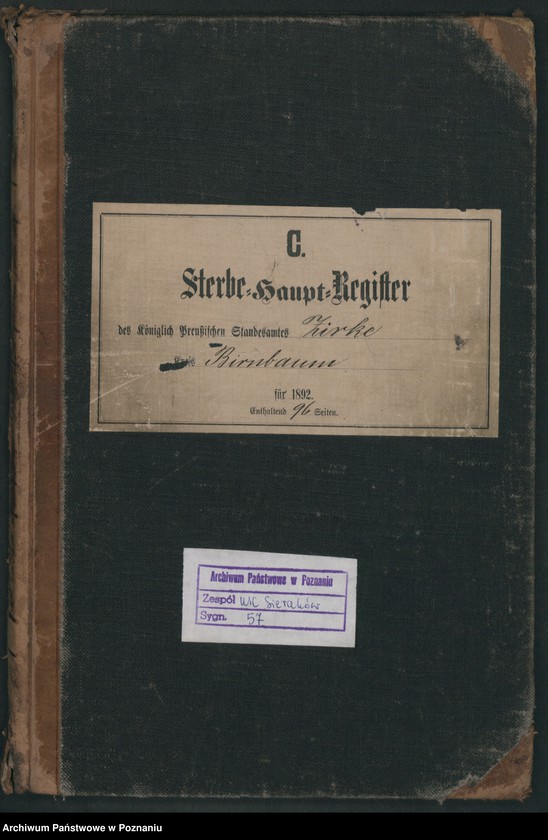 C.
Sterbe-Haupt-Register
des Königlich Preußischen Standesamtes Zirke
Kreis Birnbaum
für 1892.
Enthaltend 96 Seiten.
Archiwum Państwowe w Poznaniu
Zespół USC Sieraków
Sygn. 57
Archiwum Państwowe w Poznaniu